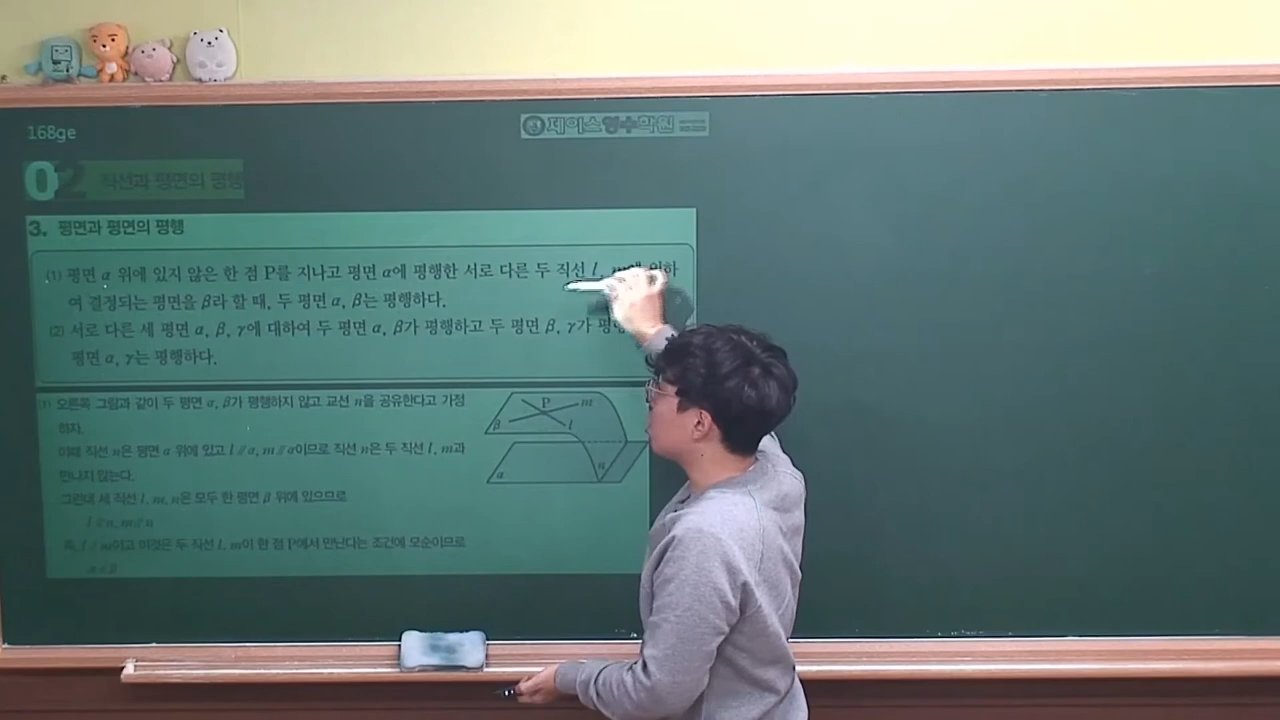 168ge
제이스영수학원
02 직선과 평면의 평행
3. 평면과 평면의 평행
(1) 평면 α 위에 있지 않은 한 점 P를 지나고 평면 α에 평행한 서로 다른 두 직선 l,
여 결정되는 평면을 β라 할 때, 두 평면 α, β는 평행하다.
(2) 서로 다른 세 평면 α, β, γ에 대하여 두 평면 α, β가 평행하고 두 평면 β, γ가
평면 α, γ는 평행하다.
(1) 오른쪽 그림과 같이 두 평면 α, β가 평행하지 않고 교선 n을 공유한다고 가정
하자.
이때 직선 n은 평면 α 위에 있고 l∥α, m∥α이므로 직선 n은 두 직선 l, m과
만나지 않는다.
그런데 세 직선 l, m, n은 모두 한 평면 β 위에 있으므로
l∥n, m∥n
즉, l∥m이고 이것은 두 직선 l, m이 한 점 P에서 만난다는 조건에 모순이므로
α∥β
P
m
β
l
α
n